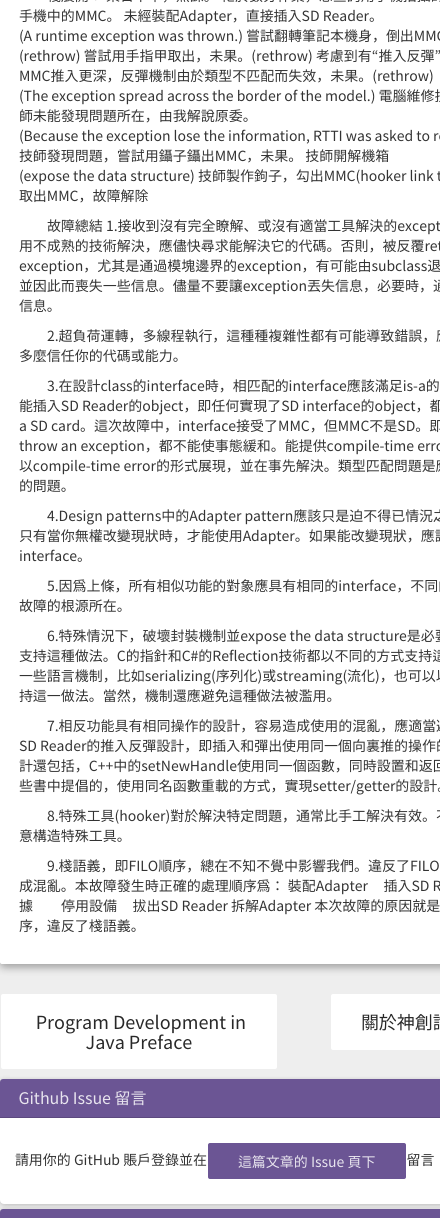 手機中的MMC。 未經裝配Adapter，直接插入SD Reader。
(A runtime exception was thrown.) 嘗試翻轉筆記本機身，倒出MMC
(rethrow) 嘗試用手指甲取出，未果。(rethrow) 考慮到有“推入反彈”
MMC推入更深，反彈機制由於類型不匹配而失效，未果。(rethrow)
(The exception spread across the border of the model.) 電腦維修技
師未能發現問題所在，由我解說原委。
(Because the exception lose the information, RTTI was asked to re
技師發現問題，嘗試用鑷子鑷出MMC，未果。 技師開解機箱
(expose the data structure) 技師製作鉤子，勾出MMC(hooker link t
取出MMC，故障解除
故障總結 1.接收到沒有完全瞭解、或沒有適當工具解決的except
用不成熟的技術解決，應儘快尋求能解決它的代碼。否則，被反覆ret
exception，尤其是通過模塊邊界的exception，有可能由subclass退
並因此而喪失一些信息。儘量不要讓exception丟失信息，必要時，通
信息。
2.超負荷運轉，多線程執行，這種種複雜性都有可能導致錯誤，
多麼信任你的代碼或能力。
3.在設計class的interface時，相匹配的interface應該滿足is-a的
能插入SD Reader的object，即任何實現了SD interface的object，都
a SD card。這次故障中，interface接受了MMC，但MMC不是SD。即
throw an exception，都不能使事態緩和。能提供compile-time erro
以compile-time error的形式展現，並在事先解決。類型匹配問題是
的問題。
4.Design patterns中的Adapter pattern應該只是迫不得已情況之
只有當你無權改變現狀時，才能使用Adapter。如果能改變現狀，應該
interface。
5.因爲上條，所有相似功能的對象應具有相同的interface，不同
故障的根源所在。
6.特殊情況下，破壞封裝機制並expose the data structure是必
支持這種做法。C的指針和C#的Reflection技術都以不同的方式支持這
一些語言機制，比如serializing(序列化)或streaming(流化)，也可以
持這一做法。當然，機制還應避免這種做法被濫用。
7.相反功能具有相同操作的設計，容易造成使用的混亂，應適當
SD Reader的推入反彈設計，即插入和彈出使用同一個向裏推的操作的
計還包括，C++中的setNewHandle使用同一個函數，同時設置和返回
些書中提倡的，使用同名函數重載的方式，實現setter/getter的設計。
8.特殊工具(hooker)對於解決特定問題，通常比手工解決有效。不
意構造特殊工具。
9.棧語義，即FILO順序，總在不知不覺中影響我們。違反了FILO
成混亂。本故障發生時正確的處理順序爲： 裝配Adapter 插入SD R
據 停用設備 拔出SD Reader 拆解Adapter 本次故障的原因就是
序，違反了棧語義。
Program Development in
Java Preface
關於神創
Github Issue 留言
請用你的 GitHub 賬戶登錄並在 這篇文章的 Issue 頁下 留言